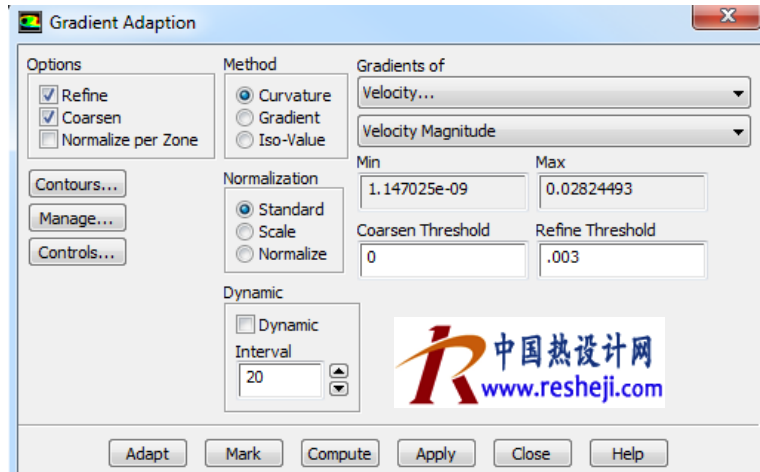 Gradient Adaption
Options
Refine
Coarsen
Normalize per Zone
Contours...
Manage...
Controls...
Method
Curvature
Gradient
Iso-Value
Normalization
Standard
Scale
Normalize
Dynamic
Dynamic
Interval
20
Gradients of
Velocity...
Velocity Magnitude
Min Max
1.147025e-09 0.02824493
Coarsen Threshold Refine Threshold
0 .003
中国热设计网
www.resheji.com
Adapt Mark Compute Apply Close Help